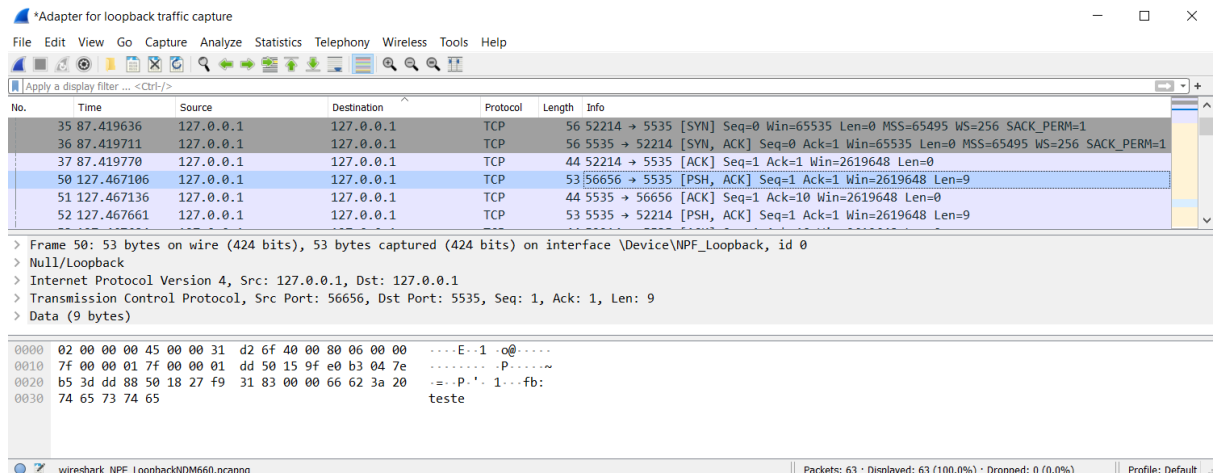 *Adapter for loopback traffic capture
File Edit View Go Capture Analyze Statistics Telephony Wireless Tools Help
Apply a display filter ... <Ctrl-/>
No. Time Source Destination Protocol Length Info
35 87.419636 127.0.0.1 127.0.0.1 TCP 56 52214 → 5535 [SYN] Seq=0 Win=65535 Len=0 MSS=65495 WS=256 SACK_PERM=1
36 87.419711 127.0.0.1 127.0.0.1 TCP 56 5535 → 52214 [SYN, ACK] Seq=0 Ack=1 Win=65535 Len=0 MSS=65495 WS=256 SACK_PERM=1
37 87.419770 127.0.0.1 127.0.0.1 TCP 44 52214 → 5535 [ACK] Seq=1 Ack=1 Win=2619648 Len=0
50 127.467106 127.0.0.1 127.0.0.1 TCP 53 56656 → 5535 [PSH, ACK] Seq=1 Ack=1 Win=2619648 Len=9
51 127.467136 127.0.0.1 127.0.0.1 TCP 44 5535 → 56656 [ACK] Seq=1 Ack=10 Win=2619648 Len=0
52 127.467661 127.0.0.1 127.0.0.1 TCP 53 5535 → 52214 [PSH, ACK] Seq=1 Ack=1 Win=2619648 Len=9
> Frame 50: 53 bytes on wire (424 bits), 53 bytes captured (424 bits) on interface \Device\NPF_Loopback, id 0
> Null/Loopback
> Internet Protocol Version 4, Src: 127.0.0.1, Dst: 127.0.0.1
> Transmission Control Protocol, Src Port: 56656, Dst Port: 5535, Seq: 1, Ack: 1, Len: 9
> Data (9 bytes)
0000 02 00 00 00 45 00 00 31 d2 6f 40 00 80 06 00 00 ····E··1 ·o@·····
0010 7f 00 00 01 7f 00 00 01 dd 50 15 9f e0 b3 04 7e ········ ·P·····~
0020 b5 3d dd 88 50 18 27 f9 31 83 00 00 66 62 3a 20 ·=··P·'· 1···fb:
0030 74 65 73 74 65 teste
wireshark_NPF_LoopbackNDM660.pcapng Packets: 63 · Displayed: 63 (100.0%) · Dropped: 0 (0.0%) Profile: Default